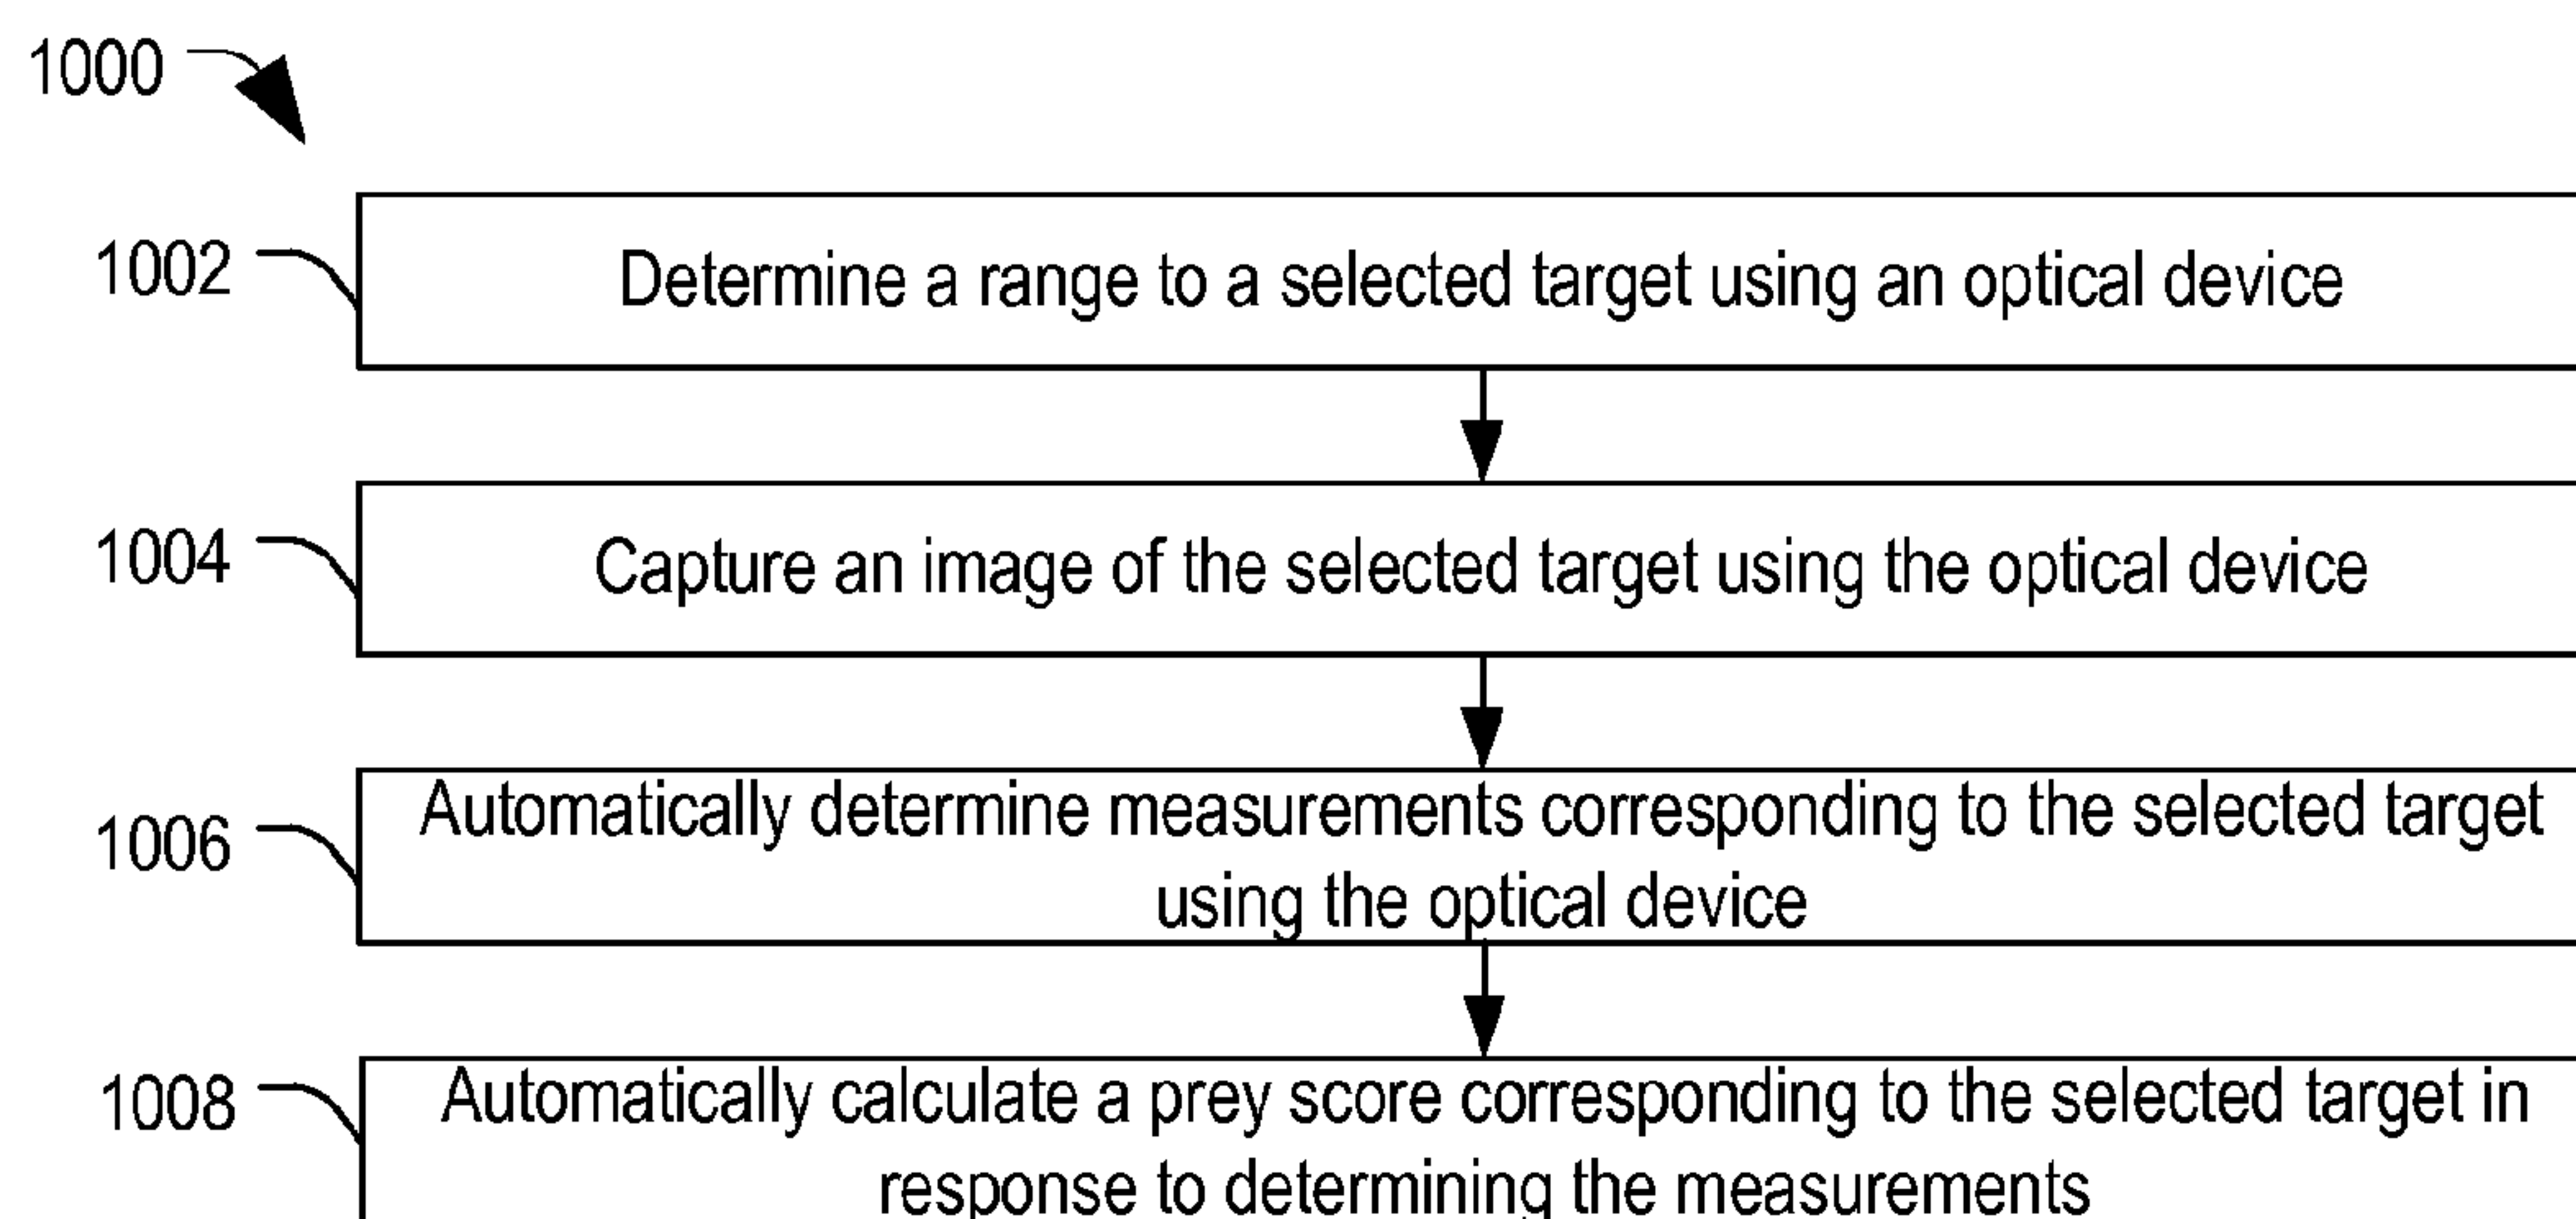 1000
1002
Determine a range to a selected target using an optical device
1004
Capture an image of the selected target using the optical device
1006
Automatically determine measurements corresponding to the selected target
using the optical device
1008
Automatically calculate a prey score corresponding to the selected target in
response to determining the measurements